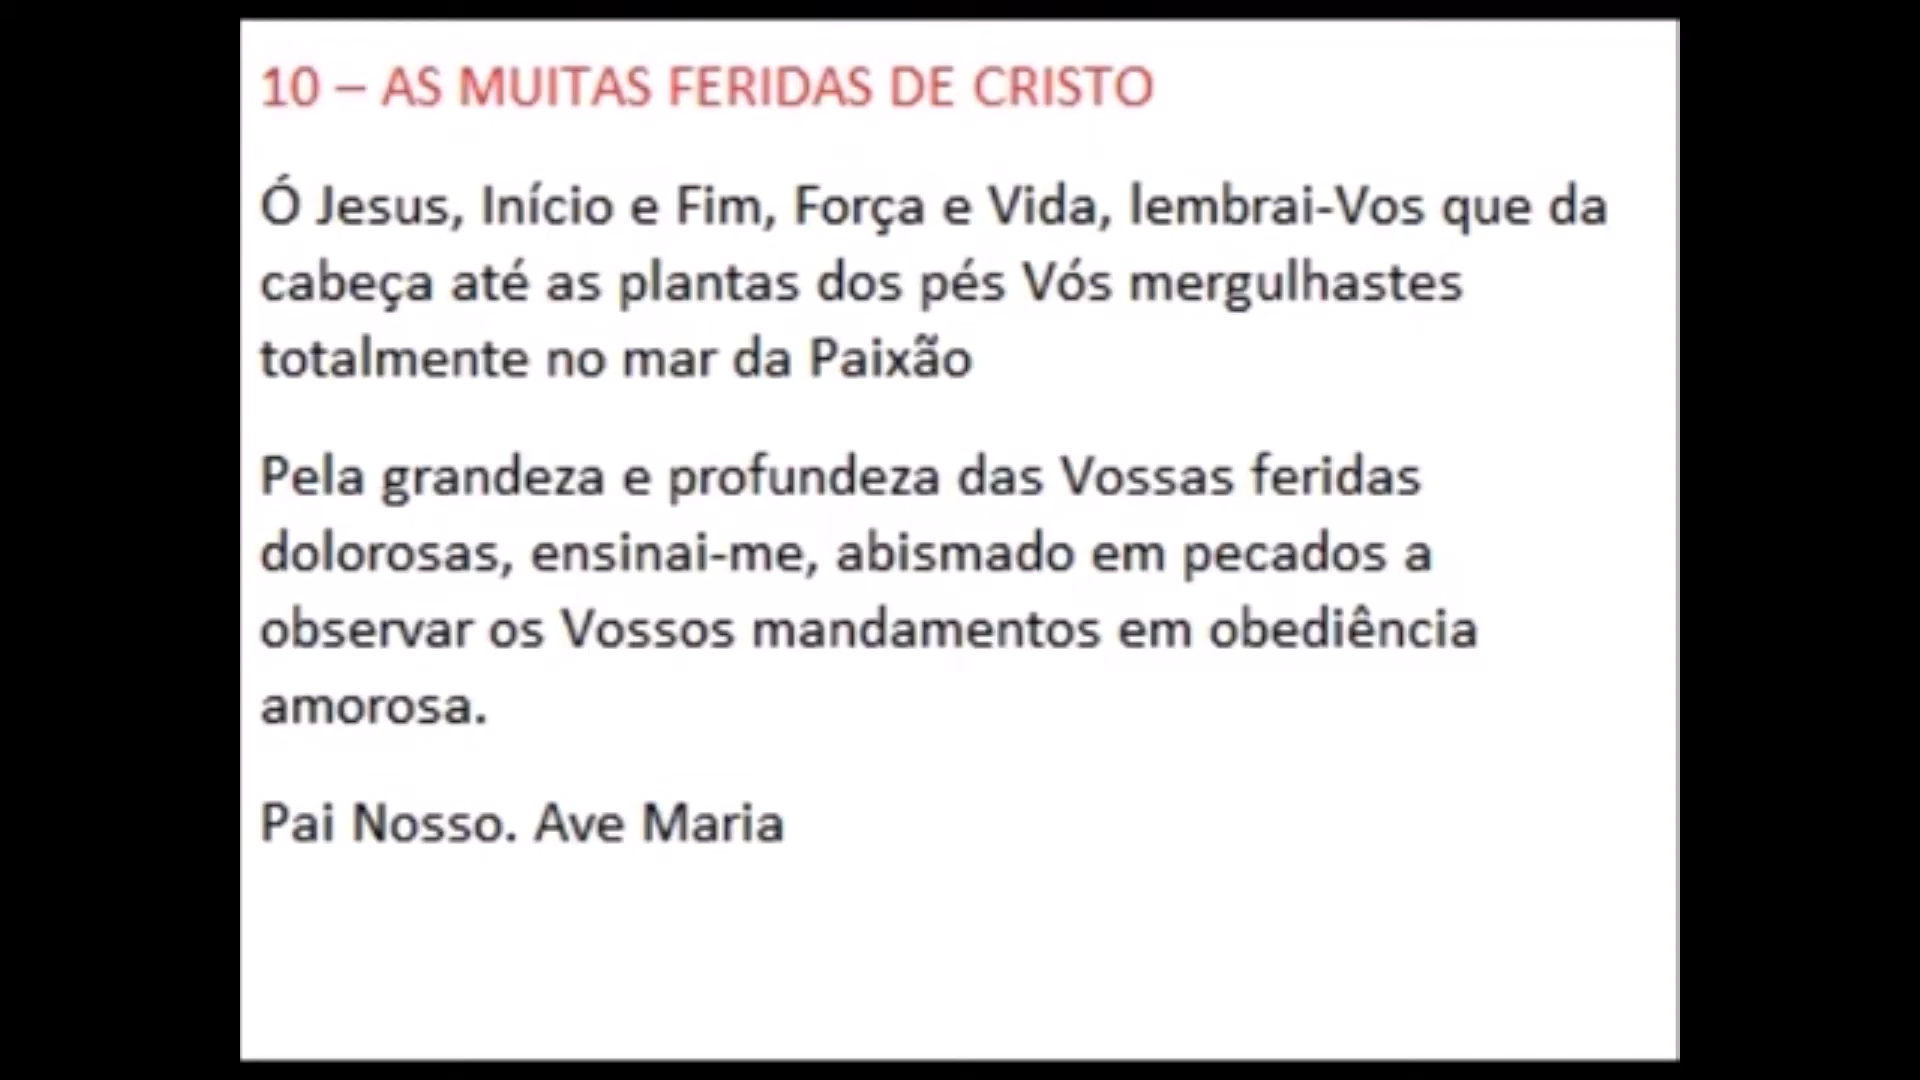 10 – AS MUITAS FERIDAS DE CRISTO
Ó Jesus, Início e Fim, Força e Vida, lembrai-Vos que da
cabeça até as plantas dos pés Vós mergulhastes
totalmente no mar da Paixão
Pela grandeza e profundeza das Vossas feridas
dolorosas, ensinai-me, abismado em pecados a
observar os Vossos mandamentos em obediência
amorosa.
Pai Nosso. Ave Maria